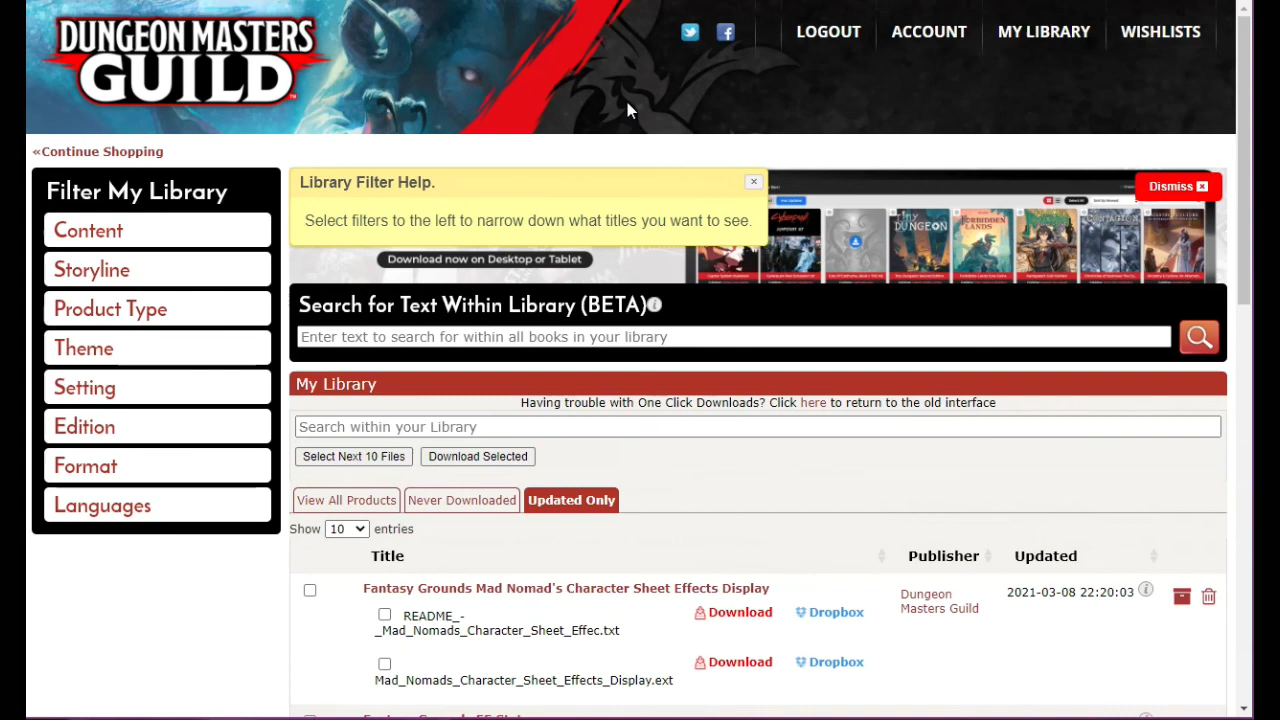 DUNGEON MASTERS
GUILD
LOGOUT
ACCOUNT
MY LIBRARY
WISHLISTS
«Continue Shopping
Filter My Library
Content
Storyline
Product Type
Theme
Setting
Edition
Format
Languages
Library Filter Help.
Select filters to the left to narrow down what titles you want to see.
Dismiss
Download now on Desktop or Tablet
Search for Text Within Library (BETA)
Enter text to search for within all books in your library
My Library
Having trouble with One Click Downloads? Click here to return to the old interface
Search within your Library
Select Next 10 Files
Download Selected
View All Products
Never Downloaded
Updated Only
Show 10 entries
Title
Publisher
Updated
Fantasy Grounds Mad Nomad's Character Sheet Effects Display
Dungeon
Masters Guild
2021-03-08 22:20:03
README_-
_Mad_Nomads_Character_Sheet_Effec.txt
Download
Dropbox
Mad_Nomads_Character_Sheet_Effects_Display.ext
Download
Dropbox